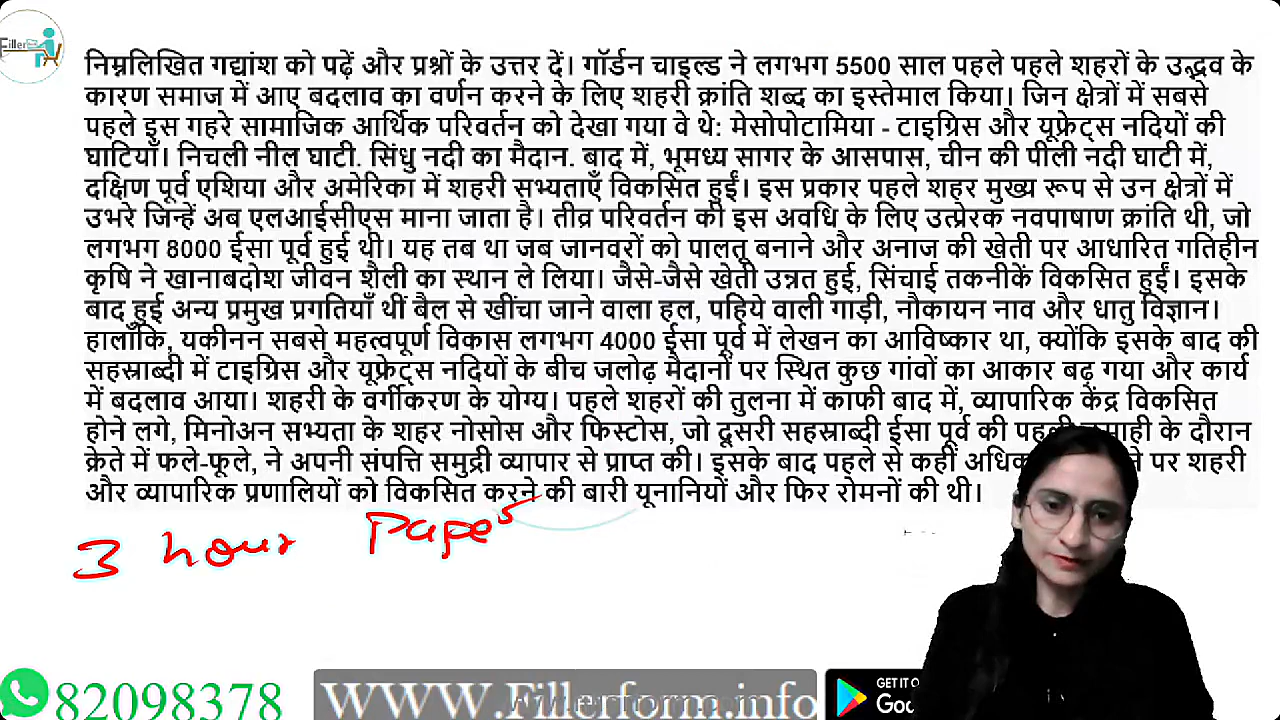 Filler
निम्नलिखित गद्यांश को पढ़ें और प्रश्नों के उत्तर दें। गॉर्डन चाइल्ड ने लगभग 5500 साल पहले पहले शहरों के उद्भव के
कारण समाज में आए बदलाव का वर्णन करने के लिए शहरी क्रांति शब्द का इस्तेमाल किया। जिन क्षेत्रों में सबसे
पहले इस गहरे सामाजिक आर्थिक परिवर्तन को देखा गया वे थे: मेसोपोटामिया - टाइग्रिस और यूफ्रेट्स नदियों की
घाटियाँ। निचली नील घाटी. सिंधु नदी का मैदान. बाद में, भूमध्य सागर के आसपास, चीन की पीली नदी घाटी में,
दक्षिण पूर्व एशिया और अमेरिका में शहरी सभ्यताएँ विकसित हुईं। इस प्रकार पहले शहर मुख्य रूप से उन क्षेत्रों में
उभरे जिन्हें अब एलआईसीएस माना जाता है। तीव्र परिवर्तन की इस अवधि के लिए उत्प्रेरक नवपाषाण क्रांति थी, जो
लगभग 8000 ईसा पूर्व हुई थी। यह तब था जब जानवरों को पालतू बनाने और अनाज की खेती पर आधारित गतिहीन
कृषि ने खानाबदोश जीवन शैली का स्थान ले लिया। जैसे-जैसे खेती उन्नत हुई, सिंचाई तकनीकें विकसित हुईं। इसके
बाद हुई अन्य प्रमुख प्रगतियाँ थीं बैल से खींचा जाने वाला हल, पहिये वाली गाड़ी, नौकायन नाव और धातु विज्ञान।
हालाँकि, यकीनन सबसे महत्वपूर्ण विकास लगभग 4000 ईसा पूर्व में लेखन का आविष्कार था, क्योंकि इसके बाद की
सहस्राब्दी में टाइग्रिस और यूफ्रेट्स नदियों के बीच जलोढ़ मैदानों पर स्थित कुछ गांवों का आकार बढ़ गया और कार्य
में बदलाव आया। शहरी के वर्गीकरण के योग्य। पहले शहरों की तुलना में काफी बाद में, व्यापारिक केंद्र विकसित
होने लगे, मिनोअन सभ्यता के शहर नोसोस और फिस्टोस, जो दूसरी सहस्राब्दी ईसा पूर्व की के दौरान
क्रेते में फले-फूले, ने अपनी संपत्ति समुद्री व्यापार से प्राप्त की। इसके बाद पहले से कहीं पर शहरी
और व्यापारिक प्रणालियों को विकसित करने की बारी यूनानियों और फिर रोमनों की थी।
3 hour Paper
82098378
WWW.Fillerform.info
GET IT O
Goo